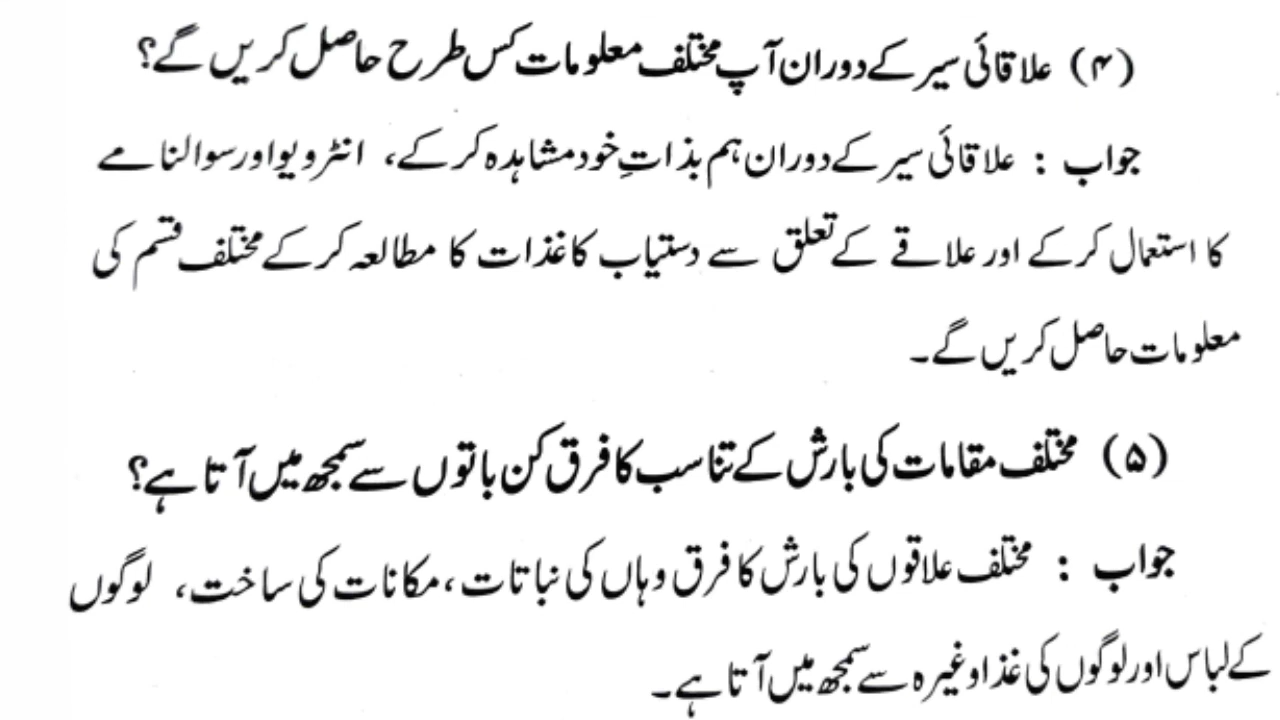 (۴) علاقائی سیر کے دوران آپ مختلف معلومات کس طرح حاصل کریں گے؟
جواب : علاقائی سیر کے دوران ہم بذاتِ خود مشاہدہ کر کے، انٹرویو اور سوالنامے
کا استعمال کر کے اور علاقے کے تعلق سے دستیاب کاغذات کا مطالعہ کر کے مختلف قسم کی
معلومات حاصل کریں گے۔
(۵) مختلف مقامات کی بارش کے تناسب کا فرق کن باتوں سے سمجھ میں آتا ہے؟
جواب : مختلف علاقوں کی بارش کا فرق وہاں کی نباتات، مکانات کی ساخت، لوگوں
کے لباس اور لوگوں کی غذا وغیرہ سے سمجھ میں آتا ہے۔